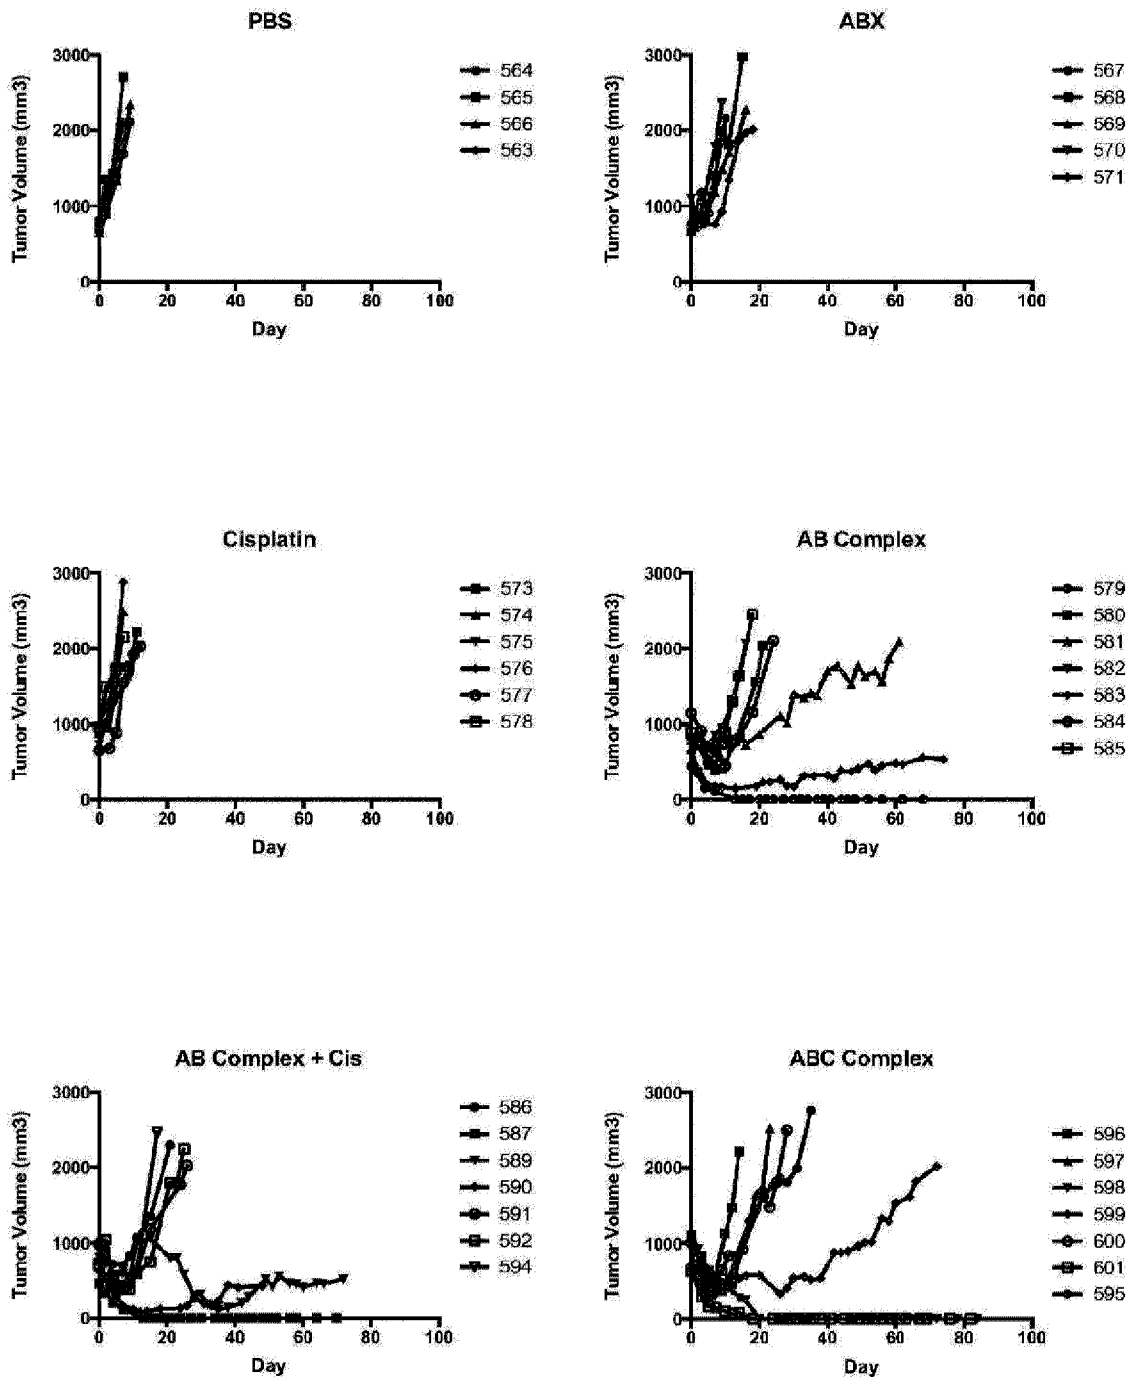 PBS
3000
2000
1000
0
Tumor Volume (mm3)
0 20 40 60 80 100
Day
564
565
566
563
ABX
3000
2000
1000
0
Tumor Volume (mm3)
0 20 40 60 80 100
Day
567
568
569
570
571
Cisplatin
3000
2000
1000
0
Tumor Volume (mm3)
0 20 40 60 80 100
Day
573
574
575
576
577
578
AB Complex
3000
2000
1000
0
Tumor Volume (mm3)
0 20 40 60 80 100
Day
579
580
581
582
583
584
585
AB Complex + Cis
3000
2000
1000
0
Tumor Volume (mm3)
0 20 40 60 80 100
Day
586
587
589
590
591
592
594
ABC Complex
3000
2000
1000
0
Tumor Volume (mm3)
0 20 40 60 80 100
Day
596
597
598
599
600
601
595